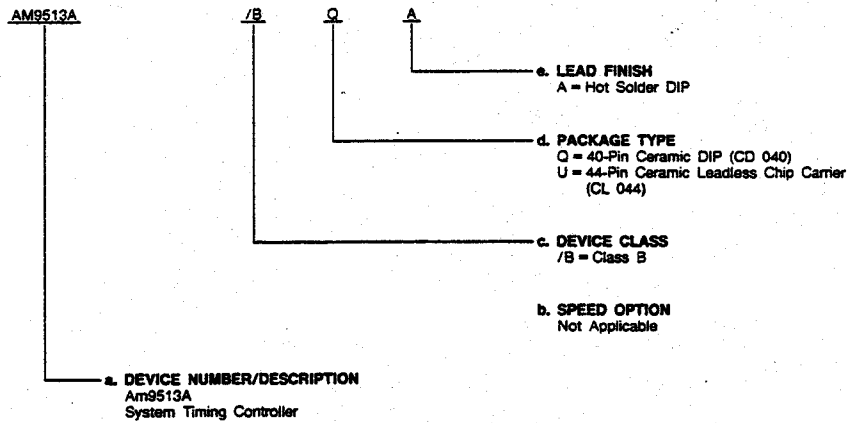 AM9513A /B Q A
e. LEAD FINISH
A = Hot Solder DIP
d. PACKAGE TYPE
Q = 40-Pin Ceramic DIP (CD 040)
U = 44-Pin Ceramic Leadless Chip Carrier
(CL 044)
c. DEVICE CLASS
/B = Class B
b. SPEED OPTION
Not Applicable
a. DEVICE NUMBER/DESCRIPTION
Am9513A
System Timing Controller